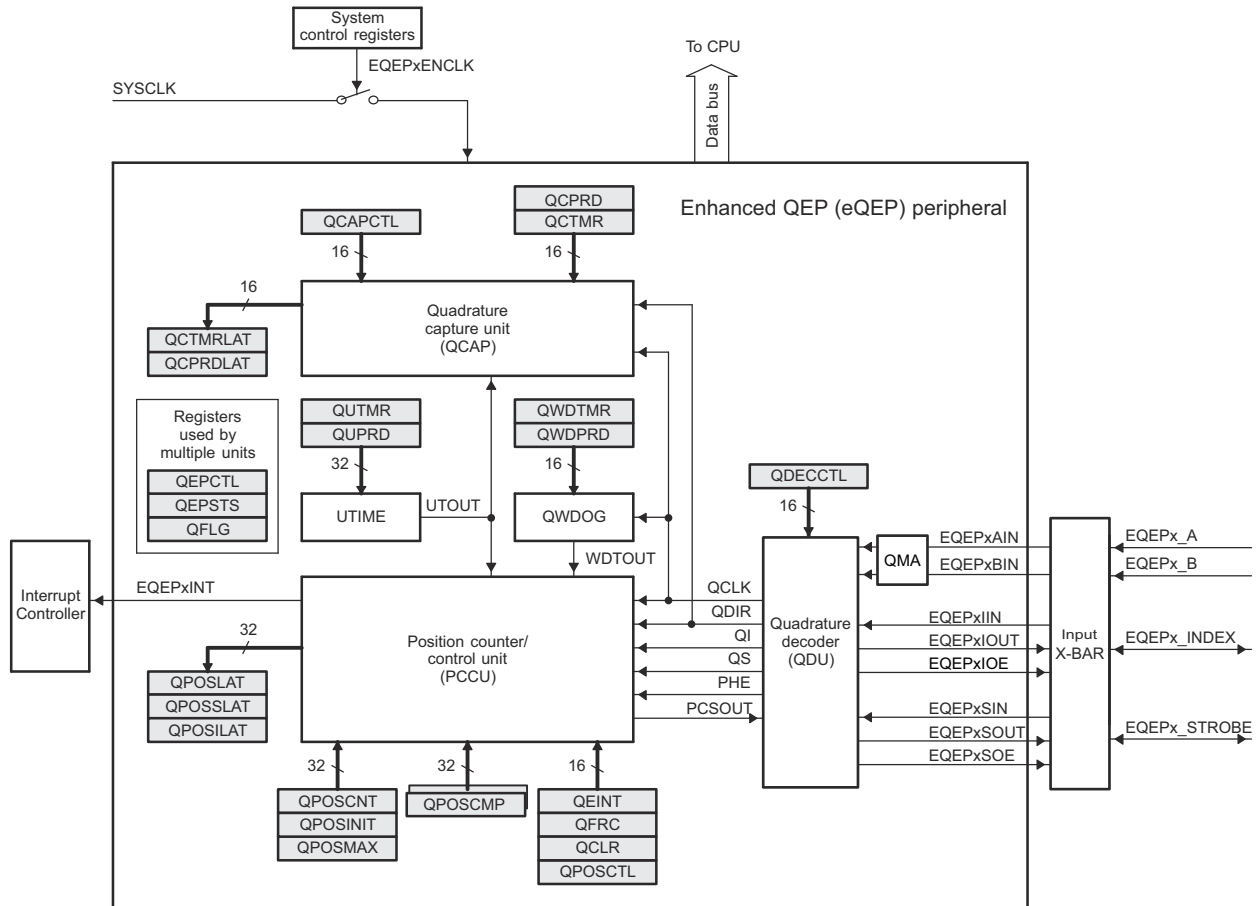 System
control registers
To CPU
EQEPxENCLK
SYSCLK
Data bus
Enhanced QEP (eQEP) peripheral
QCPRD
QCAPCTL
QCTMR
16
16
16
Quadrature
capture unit
(QCAP)
QCTMRLAT
QCPRDLAT
Registers
used by
multiple units
QEPCTL
QEPSTS
QFLG
QUTMR
QUPRD
QWDTMR
QWDPRD
32
16
QDECCTL
16
UTIME
UTOUT
QWDOG
WDTOUT
QMA
EQEPxAIN
EQEPxBIN
EQEPx_A
EQEPx_B
Interrupt
Controller
EQEPxINT
32
Position counter/
control unit
(PCCU)
QCLK
QDIR
QI
QS
PHE
PCSOUT
Quadrature
decoder
(QDU)
EQEPxIIN
EQEPxIOUT
EQEPxIOE
EQEPxSIN
EQEPxSOUT
EQEPxSOE
Input
X-BAR
EQEPx_INDEX
EQEPx_STROBE
QPOSLAT
QPOSSLAT
QPOSILAT
32
32
16
QPOSCNT
QPOSINIT
QPOSMAX
QPOSCMP
QEINT
QFRC
QCLR
QPOSCTL